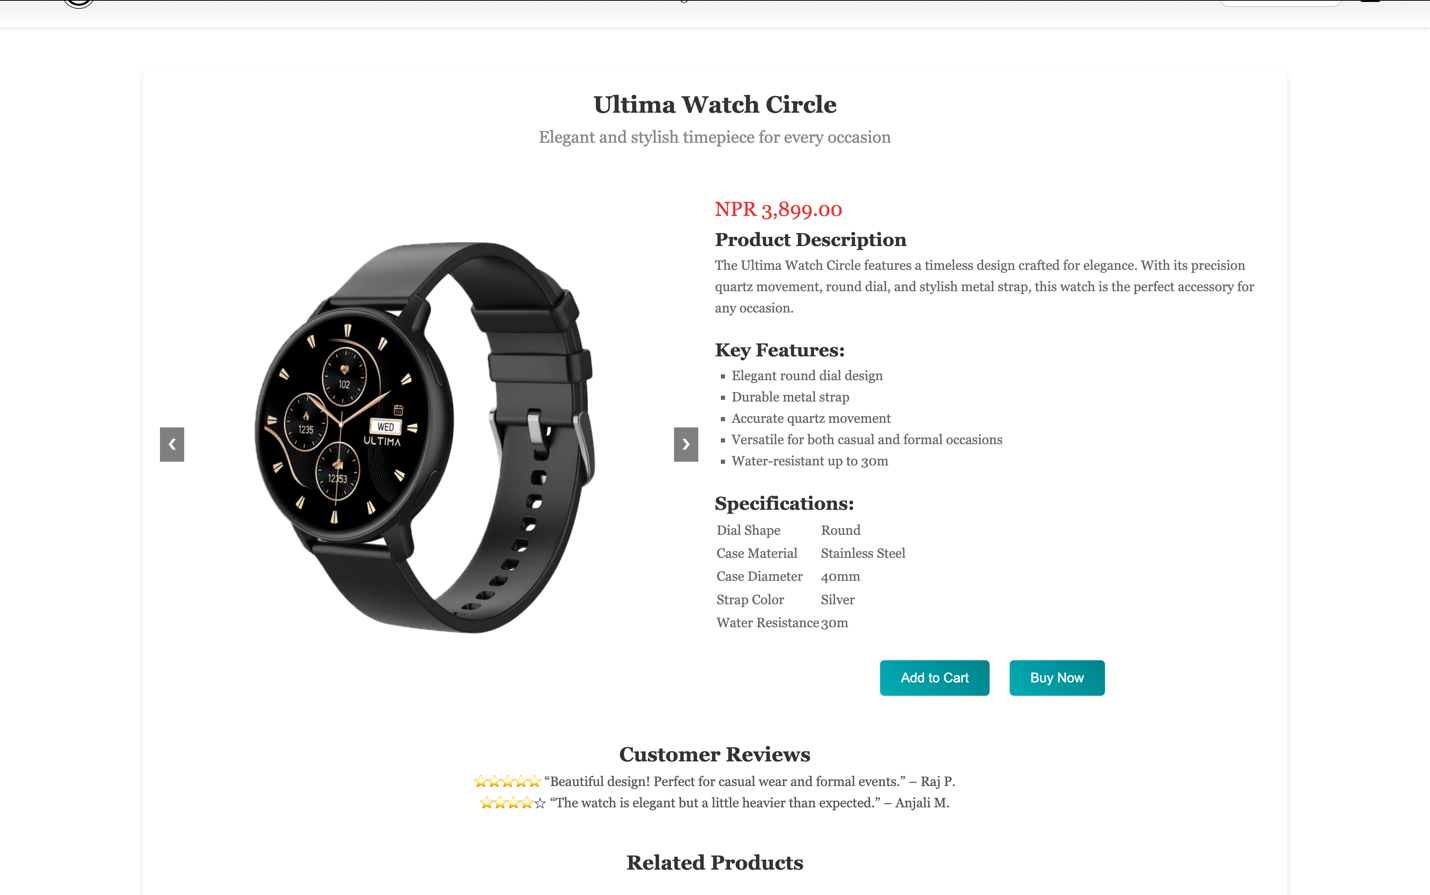 Ultima Watch Circle
Elegant and stylish timepiece for every occasion
NPR 3,899.00
Product Description
The Ultima Watch Circle features a timeless design crafted for elegance. With its precision
quartz movement, round dial, and stylish metal strap, this watch is the perfect accessory for
any occasion.
Key Features:
Elegant round dial design
Durable metal strap
Accurate quartz movement
Versatile for both casual and formal occasions
Water-resistant up to 30m
Specifications:
Dial Shape Round
Case Material Stainless Steel
Case Diameter 40mm
Strap Color Silver
Water Resistance 30m
102
1235
WED
ULTIMA
12353
Add to Cart Buy Now
Customer Reviews
“Beautiful design! Perfect for casual wear and formal events.” – Raj P.
“The watch is elegant but a little heavier than expected.” – Anjali M.
Related Products